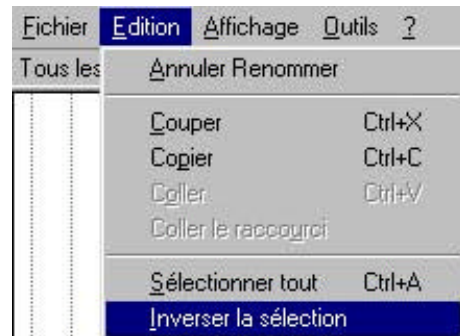 Fichier Edition Affichage Outils ?
Tous les
Annuler Renommer
Couper Ctrl+X
Copier Ctrl+C
Coller Ctrl+V
Coller le raccourci
Sélectionner tout Ctrl+A
Inverser la sélection